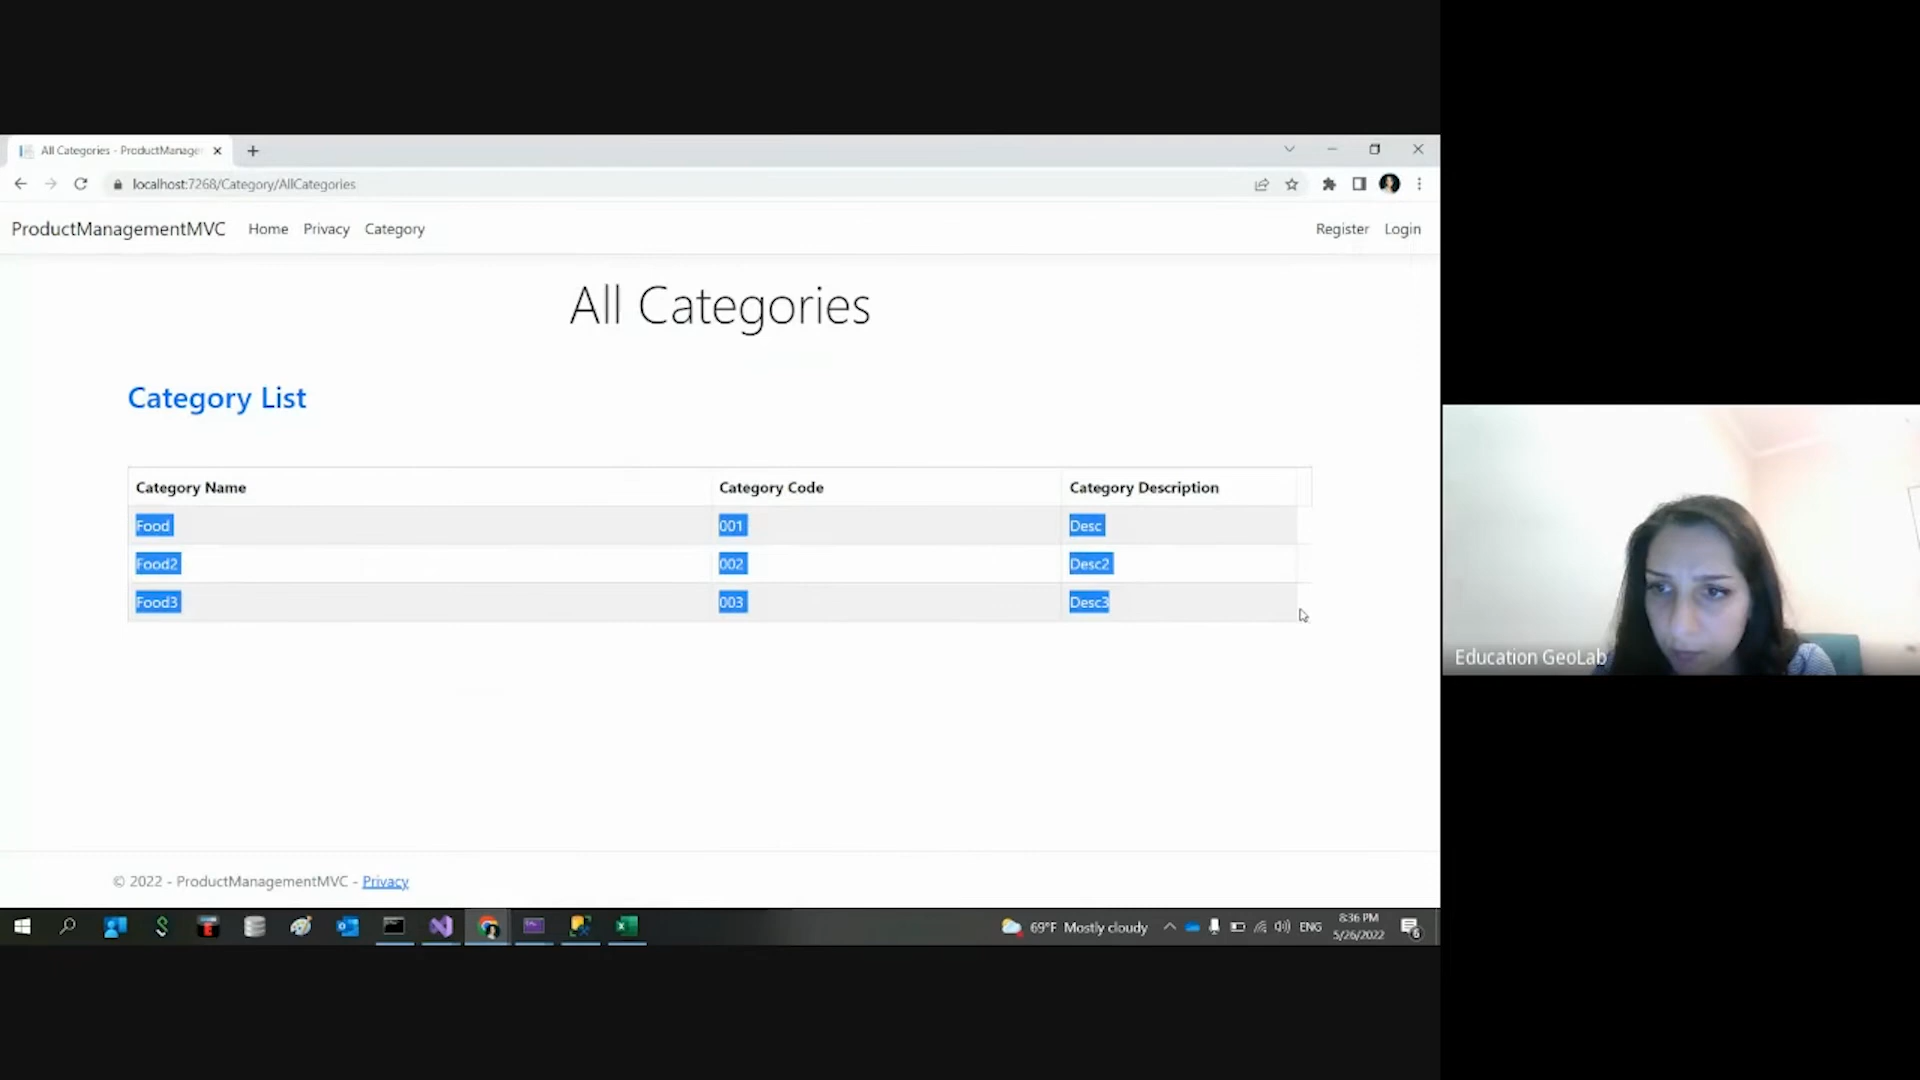 All Categories - ProductManage
localhost:7268/Category/AllCategories
ProductManagementMVC Home Privacy Category Register Login
All Categories
Category List
Category Name Category Code Category Description
Food 001 Desc
Food2 002 Desc2
Food3 003 Desc3
Education GeoLab
© 2022 - ProductManagementMVC - Privacy
69°F Mostly cloudy ENG 8:36 PM
5/26/2022
6